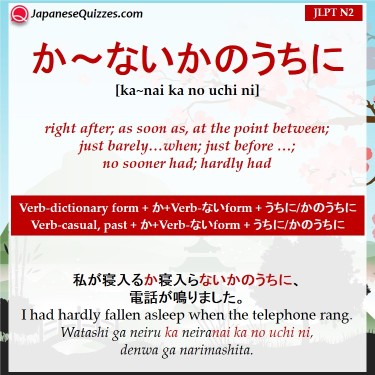 JapaneseQuizzes.com
JLPT N2
か～ないかのうちに
[ka~nai ka no uchi ni]
right after; as soon as, at the point between;
just barely…when; just before …;
no sooner had; hardly had
Verb-dictionary form + か+Verb-ないform + うちに/かのうちに
Verb-casual, past + か+Verb-ないform + うちに/かのうちに
私が寝入るか寝入らないかのうちに、
電話が鳴りました。
I had hardly fallen asleep when the telephone rang.
Watashi ga neiru ka neiranai ka no uchi ni,
denwa ga narimashita.